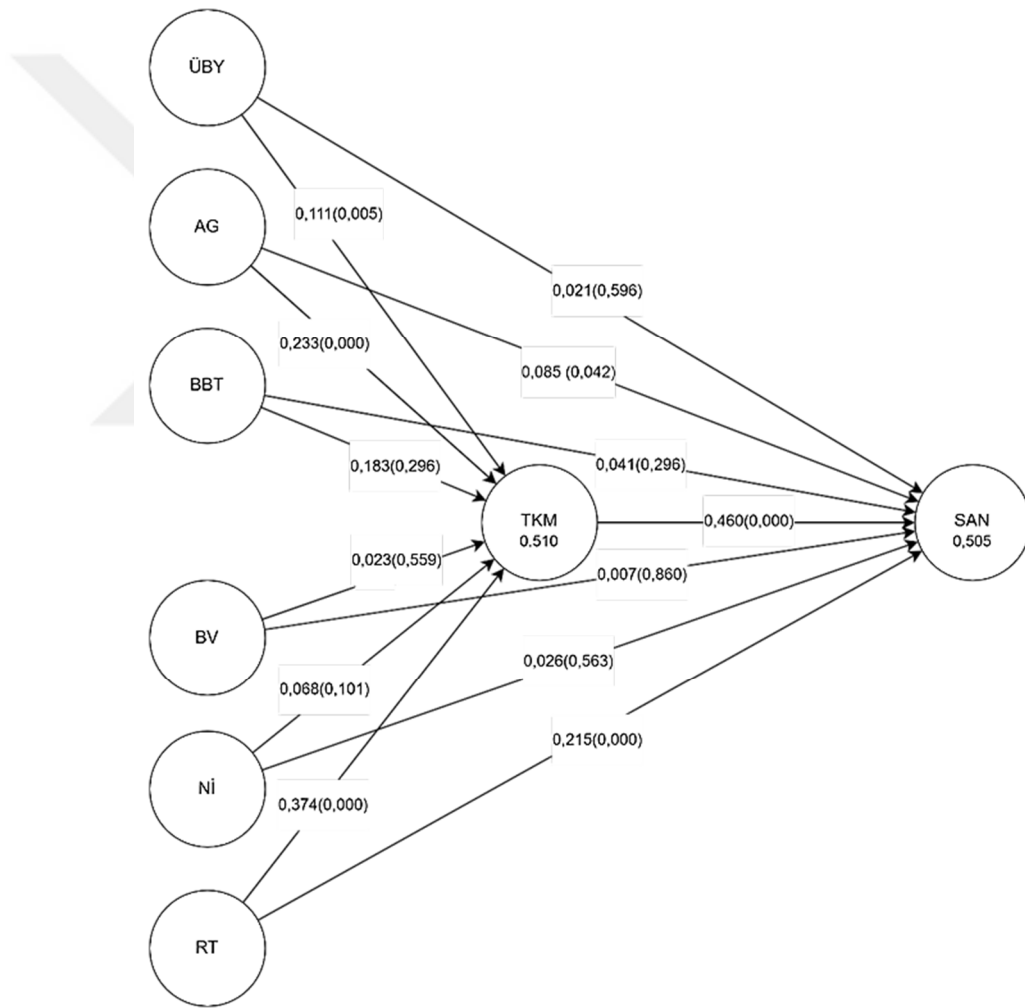 ÜBY
AG
0,111(0,005)
0,021(0,596)
0,233(0,000)
0,085 (0,042)
BBT
0,183(0,296)
0,041(0,296)
TKM
0.510
0,460(0,000)
SAN
0,505
0,023(0,559)
0,007(0,860)
BV
0,026(0,563)
0,068(0,101)
0,215(0,000)
Nİ
0,374(0,000)
RT